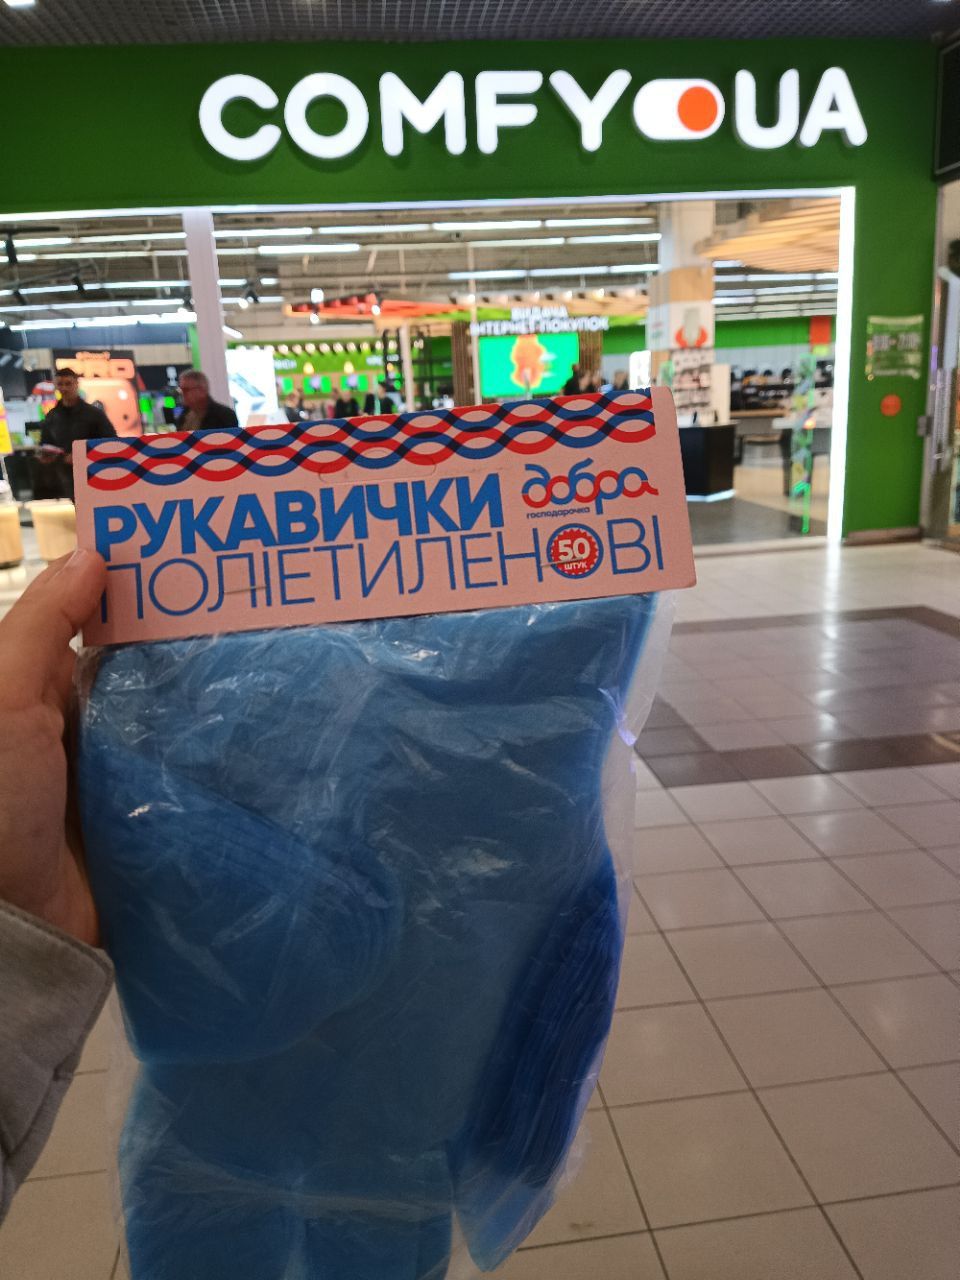 COMFY UA
ВИДАЧА
ІНТЕРНЕТ-ПОКУПОК
РУКАВИЧКИ
добра
господарочка
ПОЛІЕТИЛЕНОВІ
50
ШТУК